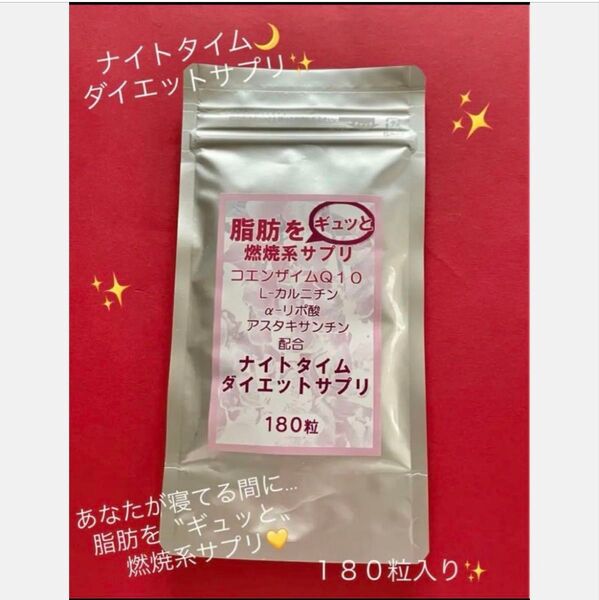 ナイトタイム🌙
ダイエットサプリ✨
脂肪をギュッと
燃焼系サプリ
コエンザイムQ10
L-カルニチン
α-リポ酸
アスタキサンチン
配合
ナイトタイム
ダイエットサプリ
180粒
あなたが寝てる間に…
脂肪を〝ギュッと〟
燃焼系サプリ💛
180粒入り✨